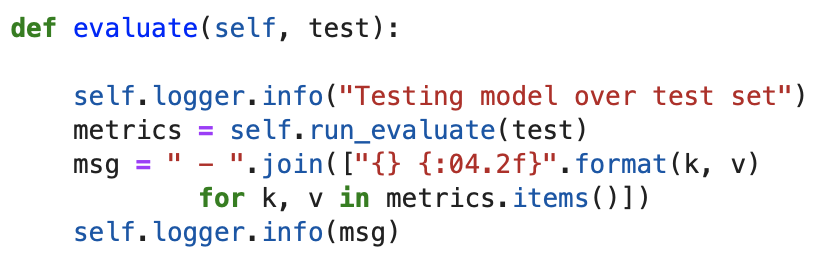 def evaluate(self, test):
    self.logger.info("Testing model over test set")
    metrics = self.run_evaluate(test)
    msg = " - ".join(["{} {:04.2f}".format(k, v)
            for k, v in metrics.items()])
    self.logger.info(msg)